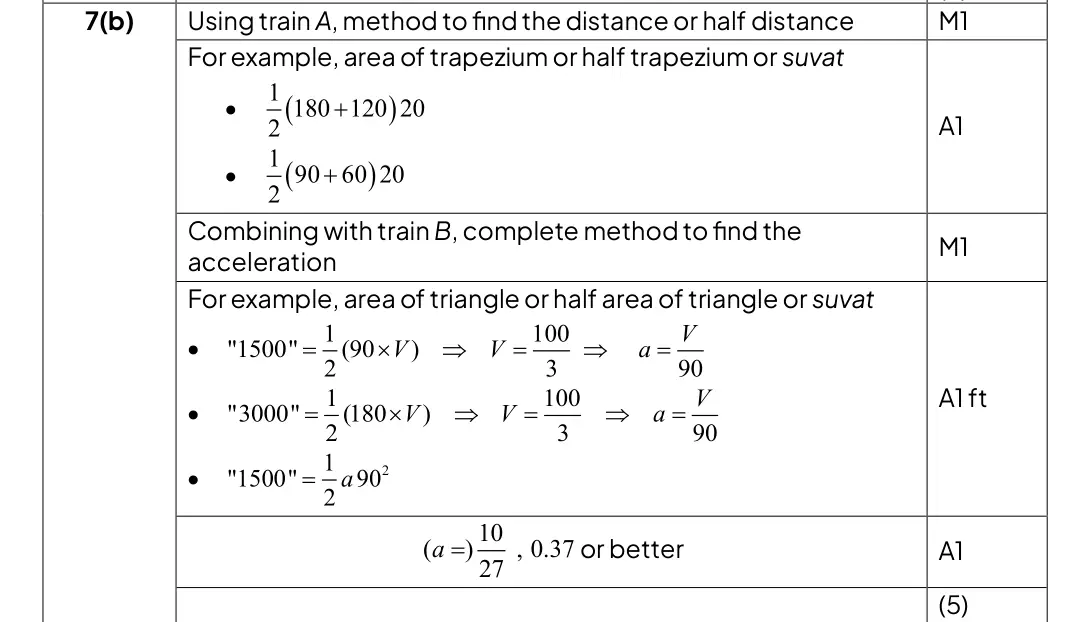 7(b) Using train A, method to find the distance or half distance M1
For example, area of trapezium or half trapezium or suvat
• 1/2 (180+120)20
A1
• 1/2 (90+60)20
Combining with train B, complete method to find the
acceleration
M1
For example, area of triangle or half area of triangle or suvat
• "1500" = 1/2 (90×V) ⇒ V = 100/3 ⇒ a = V/90
• "3000" = 1/2 (180×V) ⇒ V = 100/3 ⇒ a = V/90
A1 ft
• "1500" = 1/2 a 90²
(a =) 10/27 , 0.37 or better A1
(5)